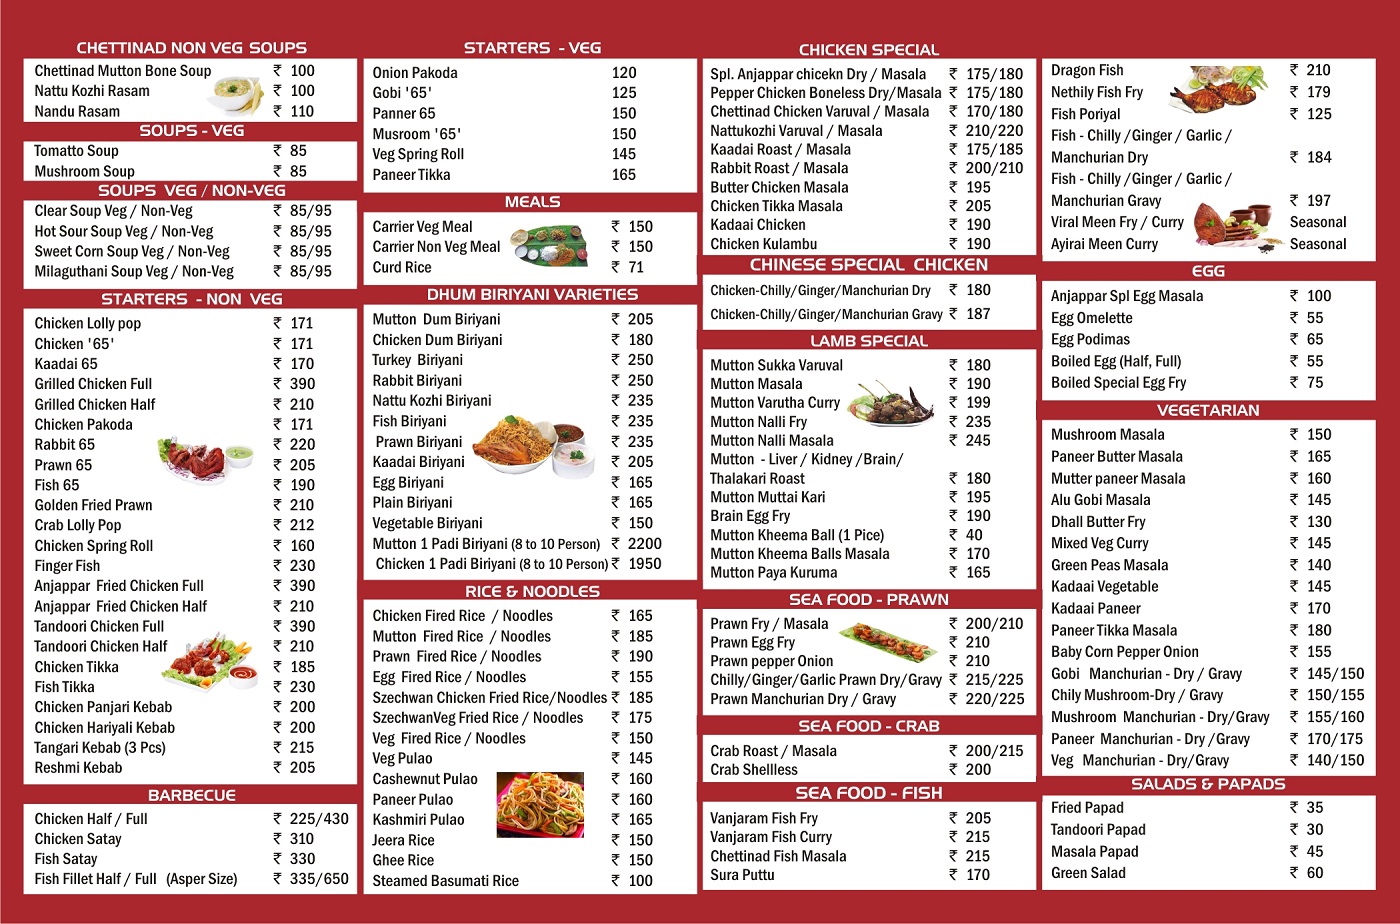 CHETTINAD NON VEG SOUPS
Chettinad Mutton Bone Soup ₹ 100
Nattu Kozhi Rasam ₹ 100
Nandu Rasam ₹ 110
SOUPS - VEG
Tomatto Soup ₹ 85
Mushroom Soup ₹ 85
SOUPS VEG / NON-VEG
Clear Soup Veg / Non-Veg ₹ 85/95
Hot Sour Soup Veg / Non-Veg ₹ 85/95
Sweet Corn Soup Veg / Non-Veg ₹ 85/95
Milaguthani Soup Veg / Non-Veg ₹ 85/95
STARTERS - NON VEG
Chicken Lolly pop ₹ 171
Chicken '65' ₹ 171
Kaadai 65 ₹ 170
Grilled Chicken Full ₹ 390
Grilled Chicken Half ₹ 210
Chicken Pakoda ₹ 171
Rabbit 65 ₹ 220
Prawn 65 ₹ 205
Fish 65 ₹ 190
Golden Fried Prawn ₹ 210
Crab Lolly Pop ₹ 212
Chicken Spring Roll ₹ 160
Finger Fish ₹ 230
Anjappar Fried Chicken Full ₹ 390
Anjappar Fried Chicken Half ₹ 210
Tandoori Chicken Full ₹ 390
Tandoori Chicken Half ₹ 210
Chicken Tikka ₹ 185
Fish Tikka ₹ 230
Chicken Panjari Kebab ₹ 200
Chicken Hariyali Kebab ₹ 200
Tangari Kebab (3 Pcs) ₹ 215
Reshmi Kebab ₹ 205
BARBECUE
Chicken Half / Full ₹ 225/430
Chicken Satay ₹ 310
Fish Satay ₹ 330
Fish Fillet Half / Full (Asper Size) ₹ 335/650
STARTERS - VEG
Onion Pakoda 120
Gobi '65' 125
Panner 65 150
Musroom '65' 150
Veg Spring Roll 145
Paneer Tikka 165
MEALS
Carrier Veg Meal ₹ 150
Carrier Non Veg Meal ₹ 150
Curd Rice ₹ 71
DHUM BIRIYANI VARIETIES
Mutton Dum Biriyani ₹ 205
Chicken Dum Biriyani ₹ 180
Turkey Biriyani ₹ 250
Rabbit Biriyani ₹ 250
Nattu Kozhi Biriyani ₹ 235
Fish Biriyani ₹ 235
Prawn Biriyani ₹ 235
Kaadai Biriyani ₹ 205
Egg Biriyani ₹ 165
Plain Biriyani ₹ 165
Vegetable Biriyani ₹ 150
Mutton 1 Padi Biriyani (8 to 10 Person) ₹ 2200
Chicken 1 Padi Biriyani (8 to 10 Person) ₹ 1950
RICE & NOODLES
Chicken Fired Rice / Noodles ₹ 165
Mutton Fired Rice / Noodles ₹ 185
Prawn Fired Rice / Noodles ₹ 190
Egg Fired Rice / Noodles ₹ 155
Szechwan Chicken Fried Rice/Noodles ₹ 185
SzechwanVeg Fried Rice / Noodles ₹ 175
Veg Fired Rice / Noodles ₹ 150
Veg Pulao ₹ 145
Cashewnut Pulao ₹ 160
Paneer Pulao ₹ 160
Kashmiri Pulao ₹ 165
Jeera Rice ₹ 150
Ghee Rice ₹ 150
Steamed Basumati Rice ₹ 100
CHICKEN SPECIAL
Spl. Anjappar chicekn Dry / Masala ₹ 175/180
Pepper Chicken Boneless Dry/Masala ₹ 175/180
Chettinad Chicken Varuval / Masala ₹ 170/180
Nattukozhi Varuval / Masala ₹ 210/220
Kaadai Roast / Masala ₹ 175/185
Rabbit Roast / Masala ₹ 200/210
Butter Chicken Masala ₹ 195
Chicken Tikka Masala ₹ 205
Kadaai Chicken ₹ 190
Chicken Kulambu ₹ 190
CHINESE SPECIAL CHICKEN
Chicken-Chilly/Ginger/Manchurian Dry ₹ 180
Chicken-Chilly/Ginger/Manchurian Gravy ₹ 187
LAMB SPECIAL
Mutton Sukka Varuval ₹ 180
Mutton Masala ₹ 190
Mutton Varutha Curry ₹ 199
Mutton Nalli Fry ₹ 235
Mutton Nalli Masala ₹ 245
Mutton - Liver / Kidney /Brain/
Thalakari Roast ₹ 180
Mutton Muttai Kari ₹ 195
Brain Egg Fry ₹ 190
Mutton Kheema Ball (1 Pice) ₹ 40
Mutton Kheema Balls Masala ₹ 170
Mutton Paya Kuruma ₹ 165
SEA FOOD - PRAWN
Prawn Fry / Masala ₹ 200/210
Prawn Egg Fry ₹ 210
Prawn pepper Onion ₹ 210
Chilly/Ginger/Garlic Prawn Dry/Gravy ₹ 215/225
Prawn Manchurian Dry / Gravy ₹ 220/225
SEA FOOD - CRAB
Crab Roast / Masala ₹ 200/215
Crab Shellless ₹ 200
SEA FOOD - FISH
Vanjaram Fish Fry ₹ 205
Vanjaram Fish Curry ₹ 215
Chettinad Fish Masala ₹ 215
Sura Puttu ₹ 170
Dragon Fish ₹ 210
Nethily Fish Fry ₹ 179
Fish Poriyal ₹ 125
Fish - Chilly /Ginger / Garlic /
Manchurian Dry ₹ 184
Fish - Chilly /Ginger / Garlic /
Manchurian Gravy ₹ 197
Viral Meen Fry / Curry Seasonal
Ayirai Meen Curry Seasonal
EGG
Anjappar Spl Egg Masala ₹ 100
Egg Omelette ₹ 55
Egg Podimas ₹ 65
Boiled Egg (Half, Full) ₹ 55
Boiled Special Egg Fry ₹ 75
VEGETARIAN
Mushroom Masala ₹ 150
Paneer Butter Masala ₹ 165
Mutter paneer Masala ₹ 160
Alu Gobi Masala ₹ 145
Dhall Butter Fry ₹ 130
Mixed Veg Curry ₹ 145
Green Peas Masala ₹ 140
Kadaai Vegetable ₹ 145
Kadaai Paneer ₹ 170
Paneer Tikka Masala ₹ 180
Baby Corn Pepper Onion ₹ 155
Gobi Manchurian - Dry / Gravy ₹ 145/150
Chily Mushroom-Dry / Gravy ₹ 150/155
Mushroom Manchurian - Dry/Gravy ₹ 155/160
Paneer Manchurian - Dry /Gravy ₹ 170/175
Veg Manchurian - Dry/Gravy ₹ 140/150
SALADS & PAPADS
Fried Papad ₹ 35
Tandoori Papad ₹ 30
Masala Papad ₹ 45
Green Salad ₹ 60